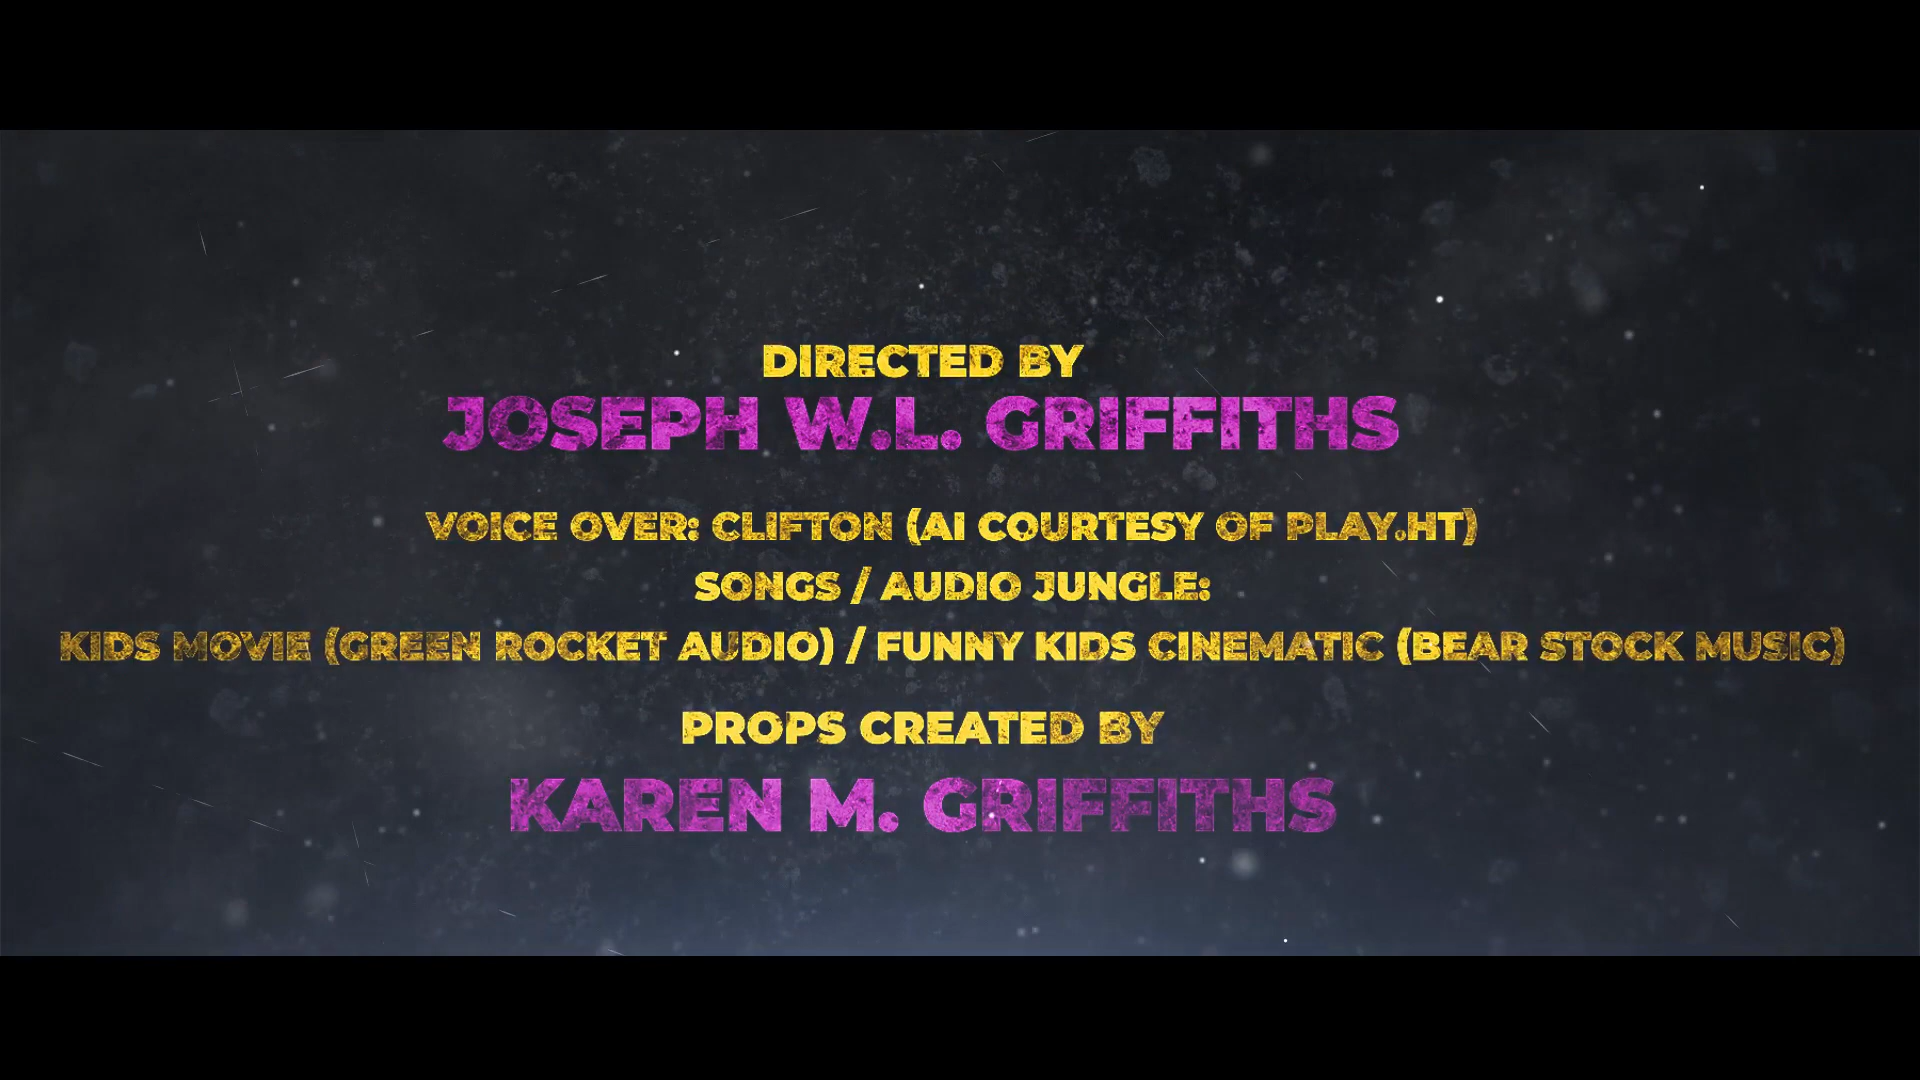 DIRECTED BY
JOSEPH W.L. GRIFFITHS
VOICE OVER: CLIFTON (AI COURTESY OF PLAY.HT)
SONGS / AUDIO JUNGLE:
KIDS MOVIE (GREEN ROCKET AUDIO) / FUNNY KIDS CINEMATIC (BEAR STOCK MUSIC)
PROPS CREATED BY
KAREN M. GRIFFITHS